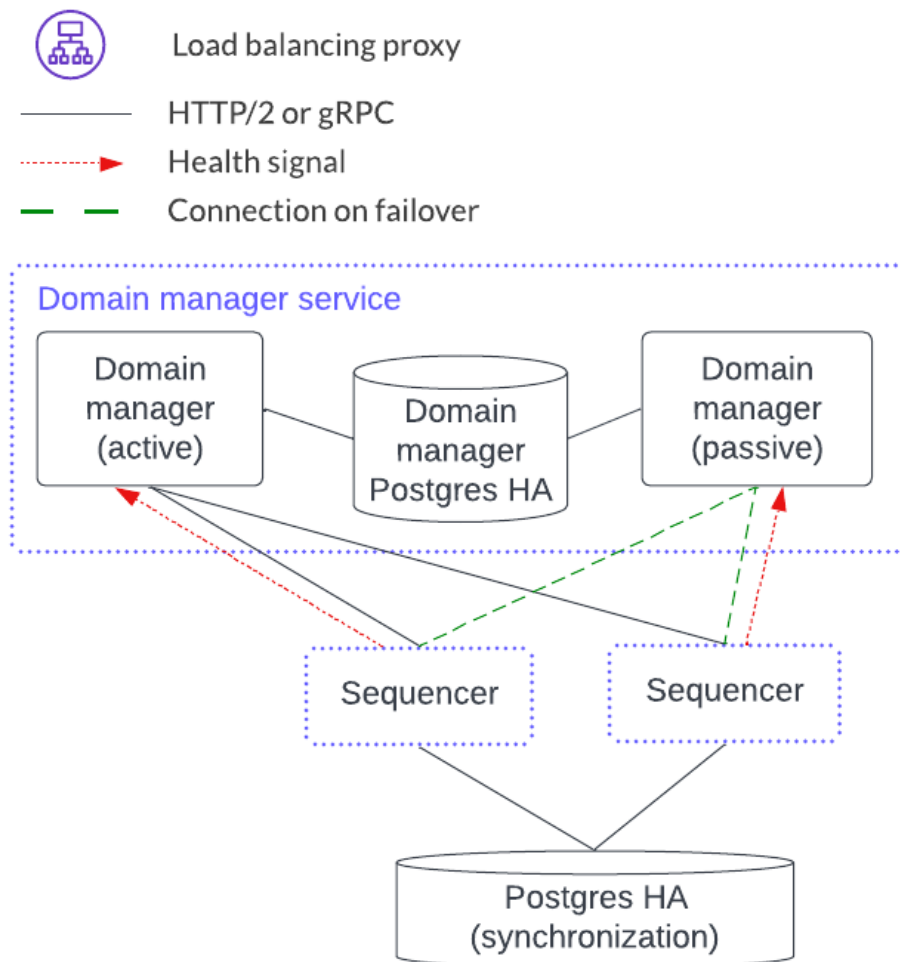 Load balancing proxy
HTTP/2 or gRPC
Health signal
Connection on failover
Domain manager service
Domain
manager
(active)
Domain
manager
Postgres HA
Domain
manager
(passive)
Sequencer
Sequencer
Postgres HA
(synchronization)